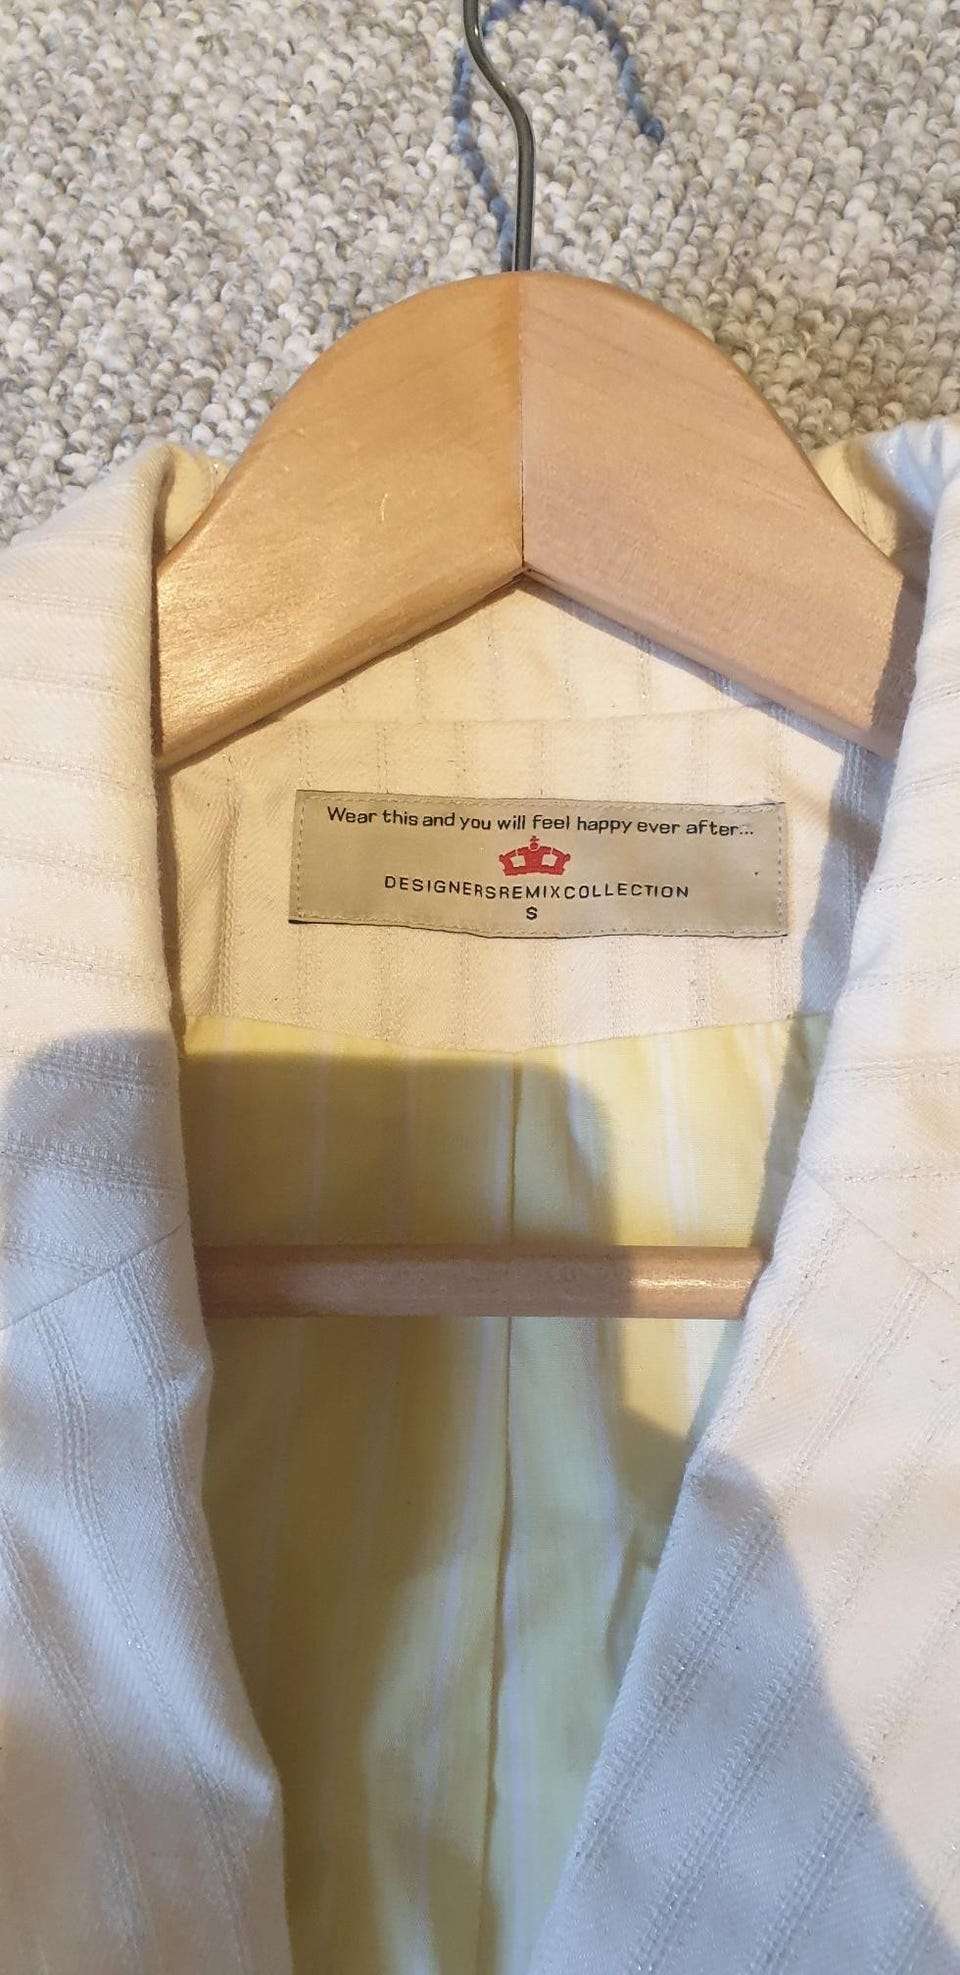 Wear this and you will feel happy ever after...
DESIGNERSREMIXCOLLECTION
S